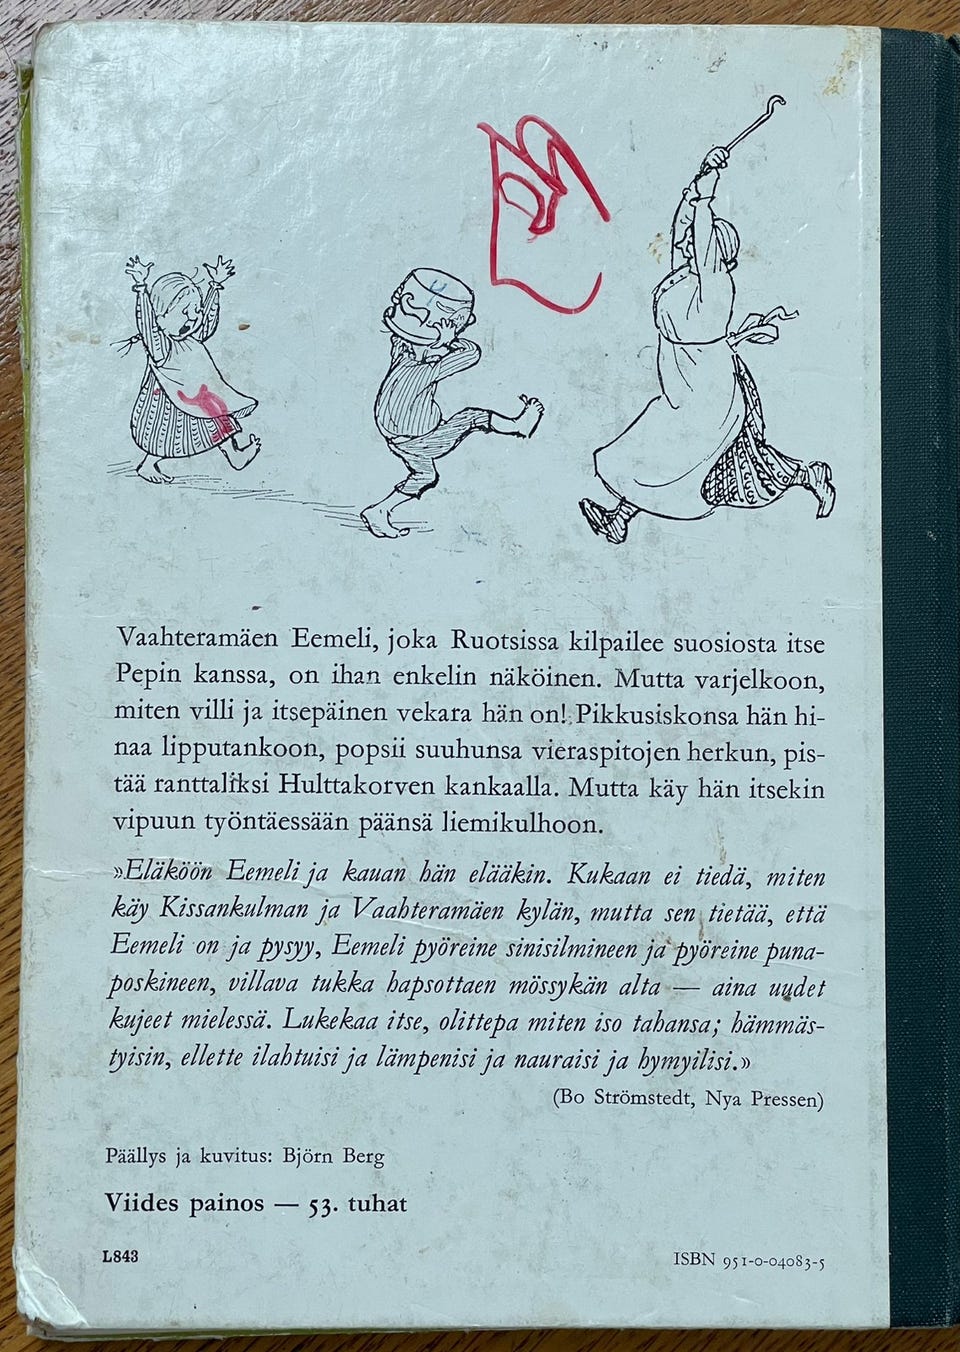 Vaahteramäen Eemeli, joka Ruotsissa kilpailee suosiosta itse
Pepin kanssa, on ihan enkelin näköinen. Mutta varjelkoon,
miten villi ja itsepäinen vekara hän on! Pikkusiskonsa hän hi-
naa lipputankoon, popsii suuhunsa vieraspitojen herkun, pis-
tää ranttaliksi Hulttakorven kankaalla. Mutta käy hän itsekin
vipuun työntäessään päänsä liemikulhoon.
»Eläköön Eemeli ja kauan hän elääkin. Kukaan ei tiedä, miten
käy Kissankulman ja Vaahteramäen kylän, mutta sen tietää, että
Eemeli on ja pysyy, Eemeli pyöreine sinisilmineen ja pyöreine puna-
poskineen, villava tukka hapsottaen mössykän alta — aina uudet
kujeet mielessä. Lukekaa itse, olittepa miten iso tahansa; hämmäs-
tyisin, ellette ilahtuisi ja lämpenisi ja nauraisi ja hymyilisi.»
(Bo Strömstedt, Nya Pressen)
Päällys ja kuvitus: Björn Berg
Viides painos — 53. tuhat
L843
ISBN 951-0-04083-5